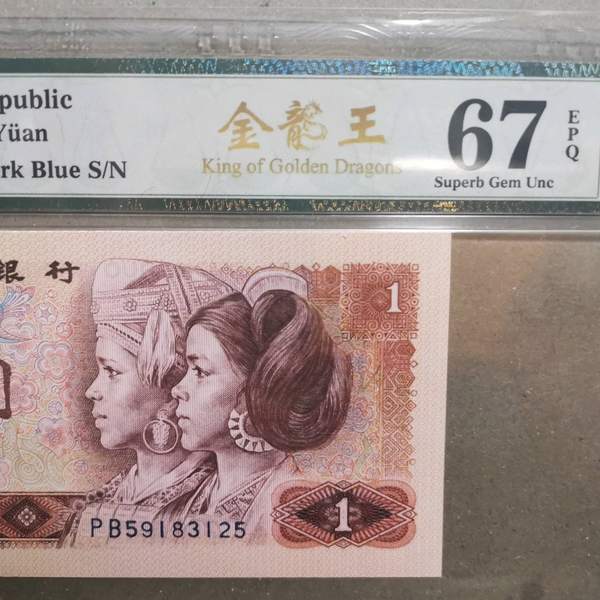 public
Yüan
rk Blue S/N
金龍王
King of Golden Dragons
67
EPQ
Superb Gem Unc
銀行
1
PB59183125
1